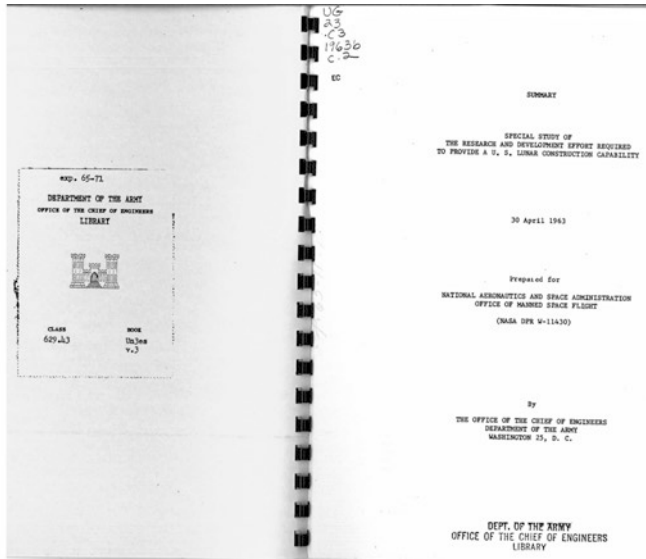 exp. 65-71
DEPARTMENT OF THE ARMY
OFFICE OF THE CHIEF OF ENGINEERS
LIBRARY
CLASS
BOOK
629.43
Un3es
v.3
UG
23
.C3
1963b
c.2
EC
SUMMARY
SPECIAL STUDY OF
THE RESEARCH AND DEVELOPMENT EFFORT REQUIRED
TO PROVIDE A U. S. LUNAR CONSTRUCTION CAPABILITY
30 April 1963
Prepared for
NATIONAL AERONAUTICS AND SPACE ADMINISTRATION
OFFICE OF MANNED SPACE FLIGHT
(NASA DPR W-11430)
By
THE OFFICE OF THE CHIEF OF ENGINEERS
DEPARTMENT OF THE ARMY
WASHINGTON 25, D. C.
DEPT. OF THE ARMY
OFFICE OF THE CHIEF OF ENGINEERS
LIBRARY